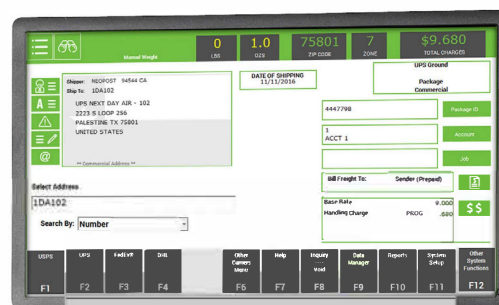 Manual Weight
0
LBS
1.0
OZS
75801
ZIP CODE
7
ZONE
$9.680
TOTAL CHARGES
Shipper: NEOPOST 94544 CA
Ship To: 1DA102
UPS NEXT DAY AIR - 102
2223 S LOOP 256
PALESTINE TX 75801
UNITED STATES
** Commercial Address **
DATE OF SHIPPING
11/11/2016
UPS Ground
Package
Commercial
4447798
Package ID
1
ACCT 1
Account
Job
Bill Freight To: Sender (Prepaid)
Base Rate 9.000
Handling Charge PROG .680
$$
A
@
Select Address
1DA102
Search By: Number
USPS
F1
UPS
F2
FedEx®
F3
DHL
F4
Other
Carriers
Menu
F6
Help
F7
Inquiry
Void
F8
Data
Manager
F9
Reports
F10
System
Setup
F11
Other
System
Functions
F12